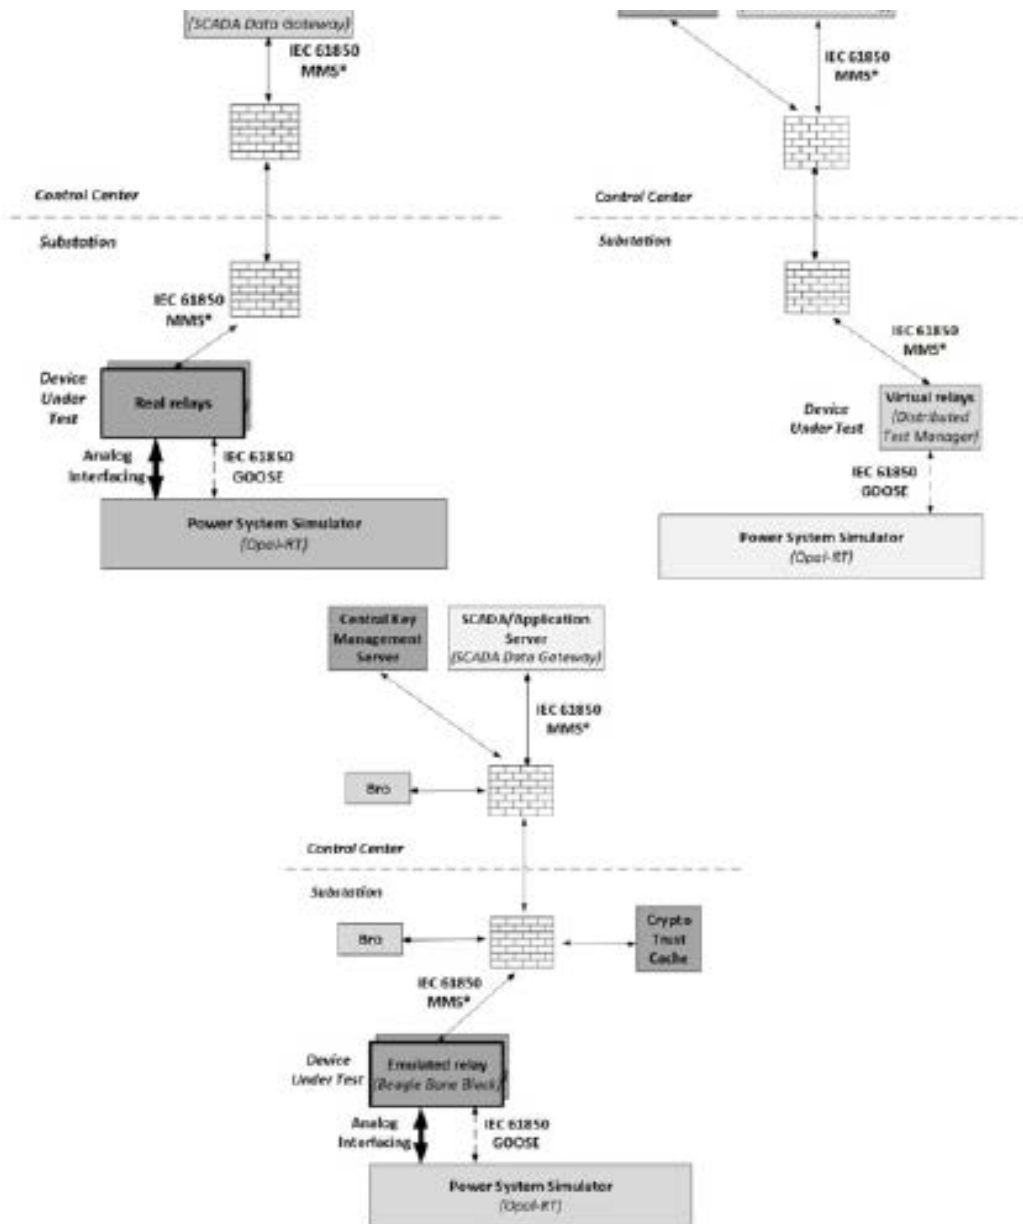 (SCADA Data Gateway)
IEC 61850
MMS*
Control Center
Substation
IEC 61850
MMS*
Device
Under
Test
Real relays
Analog
Interfacing
IEC 61850
GOOSE
Power System Simulator
(Opal-RT)
IEC 61850
MMS*
Control Center
Substation
IEC 61850
MMS*
Device
Under Test
Virtual relays
(Distributed
Test Manager)
IEC 61850
GOOSE
Power System Simulator
(Opal-RT)
Central Key
Management
Server
SCADA/Application
Server
(SCADA Data Gateway)
IEC 61850
MMS*
Bro
Control Center
Substation
Bro
Crypto
Trust
Cache
IEC 61850
MMS*
Device
Under Test
Emulated relay
(Beagle Bone Black)
Analog
Interfacing
IEC 61850
GOOSE
Power System Simulator
(Opal-RT)